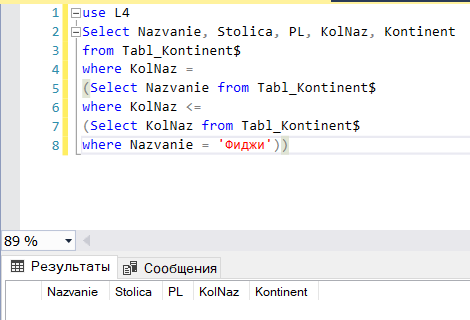 1 use L4
2 Select Nazvanie, Stolica, PL, KolNaz, Kontinent
3 from Tabl_Kontinent$
4 where KolNaz =
5 (Select Nazvanie from Tabl_Kontinent$
6 where KolNaz <=
7 (Select KolNaz from Tabl_Kontinent$
8 where Nazvanie = 'Фиджи'))
89 %
Результаты Сообщения
Nazvanie Stolica PL KolNaz Kontinent